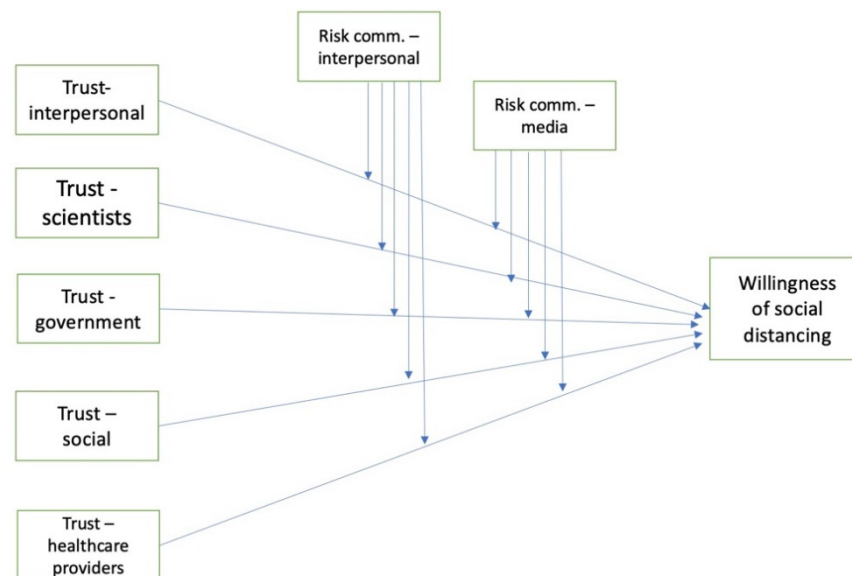 Risk comm. –
interpersonal
Trust-
interpersonal
Risk comm. –
media
Trust -
scientists
Trust -
government
Willingness
of social
distancing
Trust –
social
Trust –
healthcare
providers